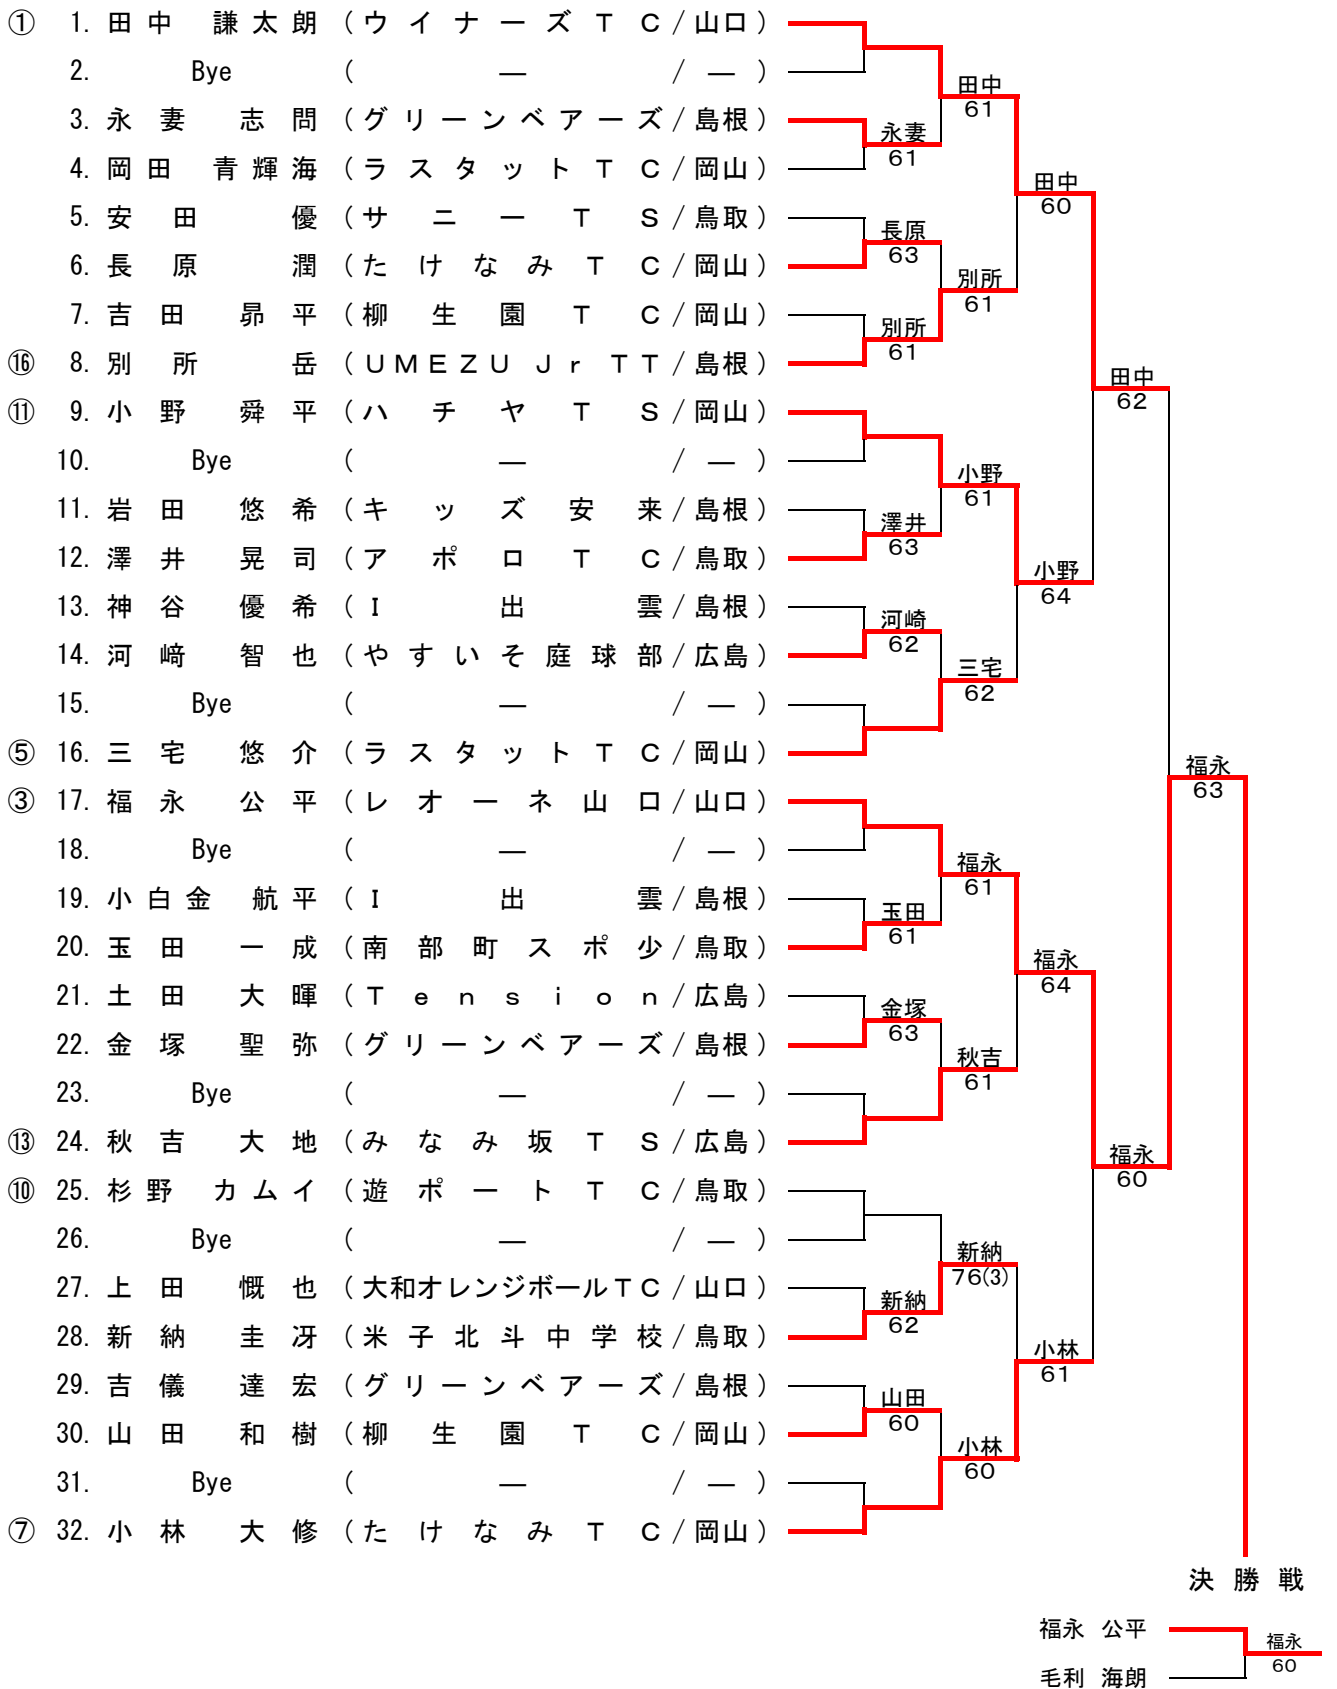 ① 1. 田中 謙太朗 (ウイナーズTC/山口)
2. Bye ( ― / ― )
3. 永妻 志問 (グリーンベアーズ/島根)
4. 岡田 青輝海 (ラスタットTC/岡山)
5. 安田 優 (サニーTS/鳥取)
6. 長原 潤 (たけなみTC/岡山)
7. 吉田 昴平 (柳生園TC/岡山)
⑯ 8. 別所 岳 (UMEZU Jr TT/島根)
⑪ 9. 小野 舜平 (ハチヤTS/岡山)
10. Bye ( ― / ― )
11. 岩田 悠希 (キッズ安来/島根)
12. 澤井 晃司 (アポロTC/鳥取)
13. 神谷 優希 (I出雲/島根)
14. 河﨑 智也 (やすいそ庭球部/広島)
15. Bye ( ― / ― )
⑤ 16. 三宅 悠介 (ラスタットTC/岡山)
③ 17. 福永 公平 (レオーネ山口/山口)
18. Bye ( ― / ― )
19. 小白金 航平 (I出雲/島根)
20. 玉田 一成 (南部町スポ少/鳥取)
21. 土田 大暉 (Tension/広島)
22. 金塚 聖弥 (グリーンベアーズ/島根)
23. Bye ( ― / ― )
⑬ 24. 秋吉 大地 (みなみ坂TS/広島)
⑩ 25. 杉野 カムイ (遊ポートTC/鳥取)
26. Bye ( ― / ― )
27. 上田 慨也 (大和オレンジボールTC/山口)
28. 新納 圭冴 (米子北斗中学校/鳥取)
29. 吉儀 達宏 (グリーンベアーズ/島根)
30. 山田 和樹 (柳生園TC/岡山)
31. Bye ( ― / ― )
⑦ 32. 小林 大修 (たけなみTC/岡山)
永妻
61
長原
63
別所
61
澤井
63
河崎
62
玉田
61
金塚
63
新納
62
山田
60
田中
61
別所
61
小野
61
三宅
62
福永
61
秋吉
61
新納
76(3)
小林
60
田中
60
小野
64
福永
64
小林
61
田中
62
福永
60
福永
63
決勝戦
福永 公平
毛利 海朗
福永
60